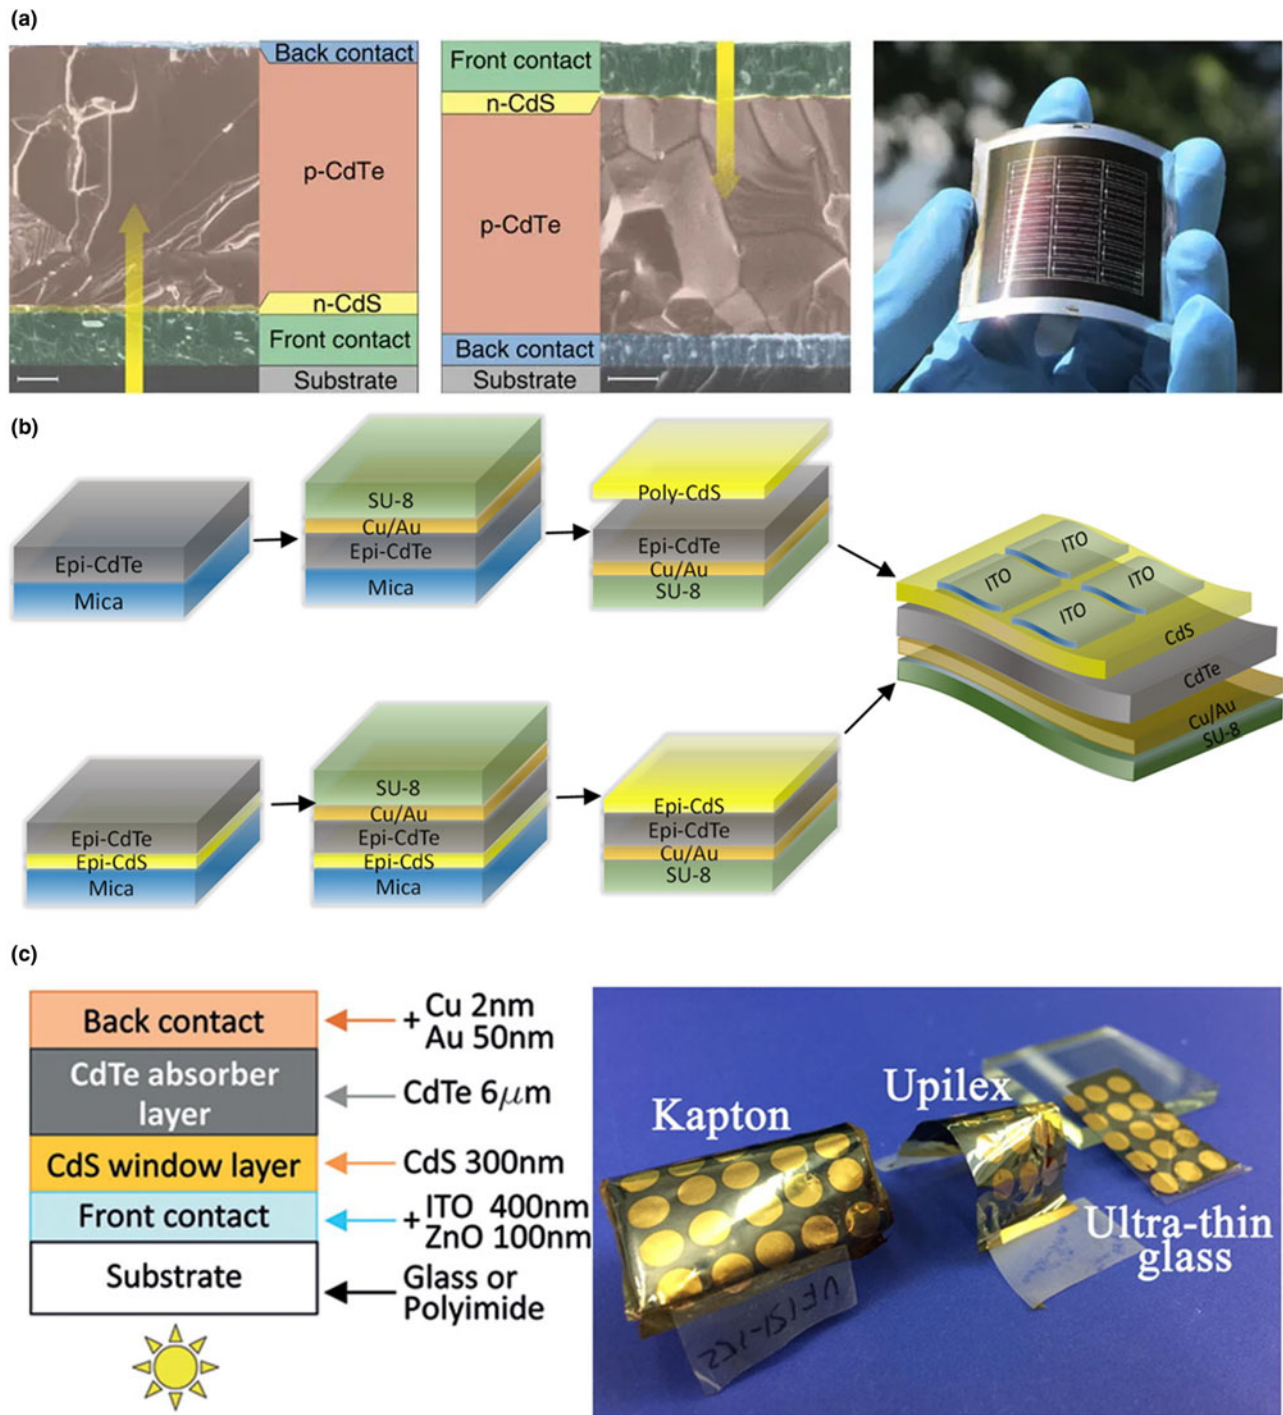 (a)
Back contact
p-CdTe
n-CdS
Front contact
Substrate
Front contact
n-CdS
p-CdTe
Back contact
Substrate
(b)
Epi-CdTe
Mica
SU-8
Cu/Au
Epi-CdTe
Mica
Poly-CdS
Epi-CdTe
Cu/Au
SU-8
Epi-CdTe
Epi-CdS
Mica
SU-8
Cu/Au
Epi-CdTe
Epi-CdS
Mica
Epi-CdS
Epi-CdTe
Cu/Au
SU-8
ITO
ITO
ITO
ITO
CdS
CdTe
Cu/Au
SU-8
(c)
Back contact
CdTe absorber
layer
CdS window layer
Front contact
Substrate
+ Cu 2nm
Au 50nm
CdTe 6μm
CdS 300nm
+ ITO 400nm
ZnO 100nm
Glass or
Polyimide
Kapton
Upilex
Ultra-thin
glass